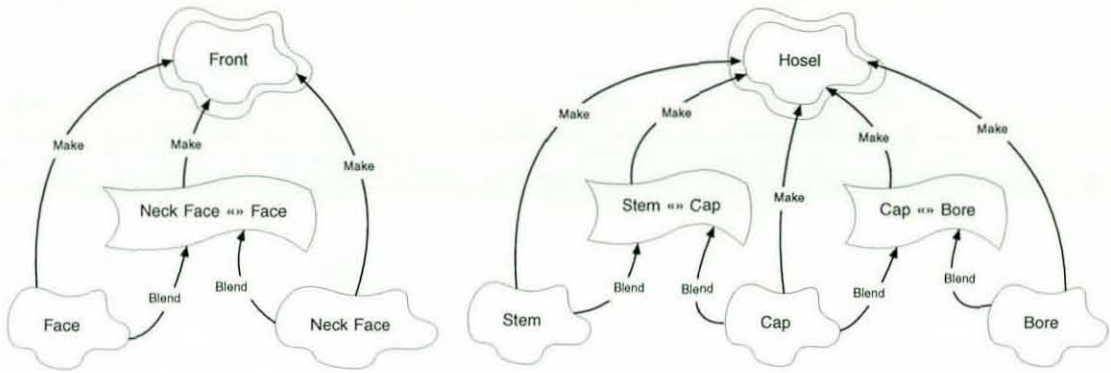 Front
Make
Make
Make
Neck Face «» Face
Blend
Blend
Face
Neck Face
Hosel
Make
Make
Make
Make
Make
Stem «» Cap
Cap «» Bore
Blend
Blend
Blend
Blend
Stem
Cap
Bore